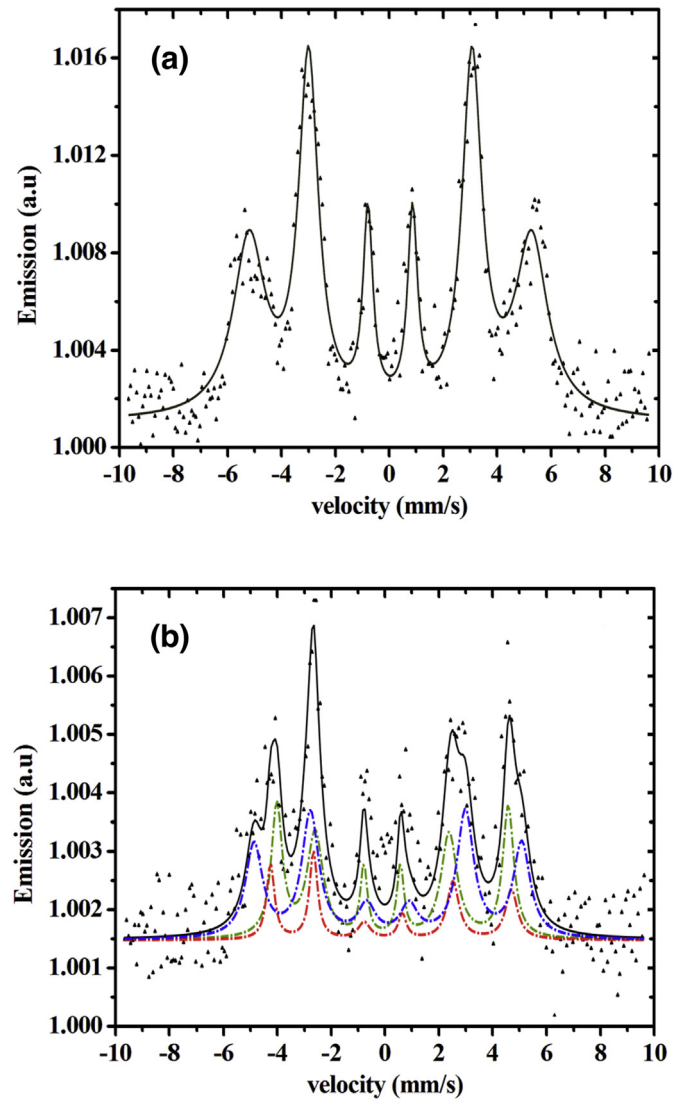 (a)
1.016
1.012
1.008
1.004
1.000
Emission (a.u)
-10 -8 -6 -4 -2 0 2 4 6 8 10
velocity (mm/s)
(b)
1.007
1.006
1.005
1.004
1.003
1.002
1.001
1.000
Emission (a.u)
-10 -8 -6 -4 -2 0 2 4 6 8 10
velocity (mm/s)